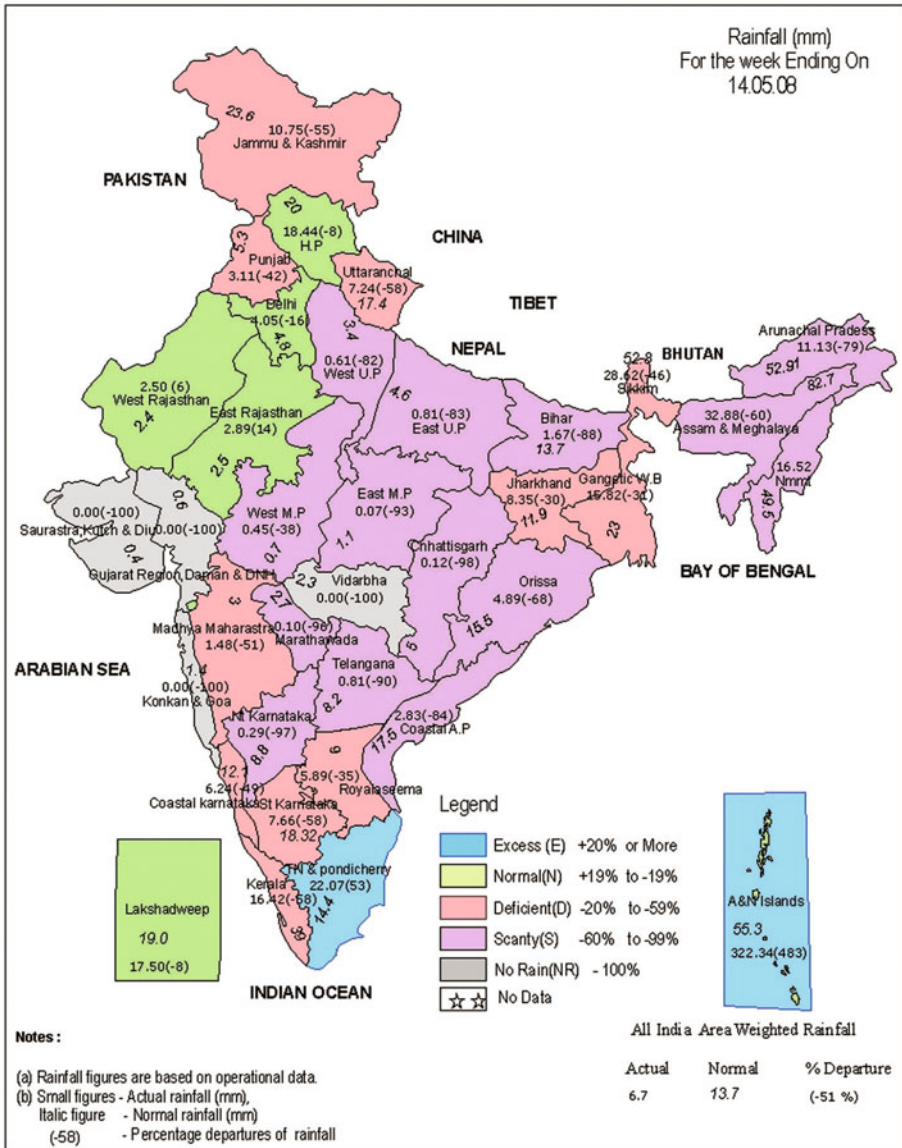 Rainfall (mm)
For the week Ending On
14.05.08
23.6
10.75(-55)
Jammu & Kashmir
PAKISTAN
20
18.44(-8)
H.P
CHINA
5.3
Punjab
3.11(-42)
Uttaranchal
7.24(-58)
17.4
TIBET
Delhi
4.05(-16)
4.8
3.4
0.61(-82)
West U.P
NEPAL
BHUTAN
Arunachal Pradess
11.13(-79)
52.91
82.7
52.8
28.62(-46)
Sikkim
2.50 (6)
West Rajasthan
2.4
East Rajasthan
2.89(14)
2.5
4.6
0.81(-83)
East U.P
Bihar
1.67(-88)
13.7
32.88(-60)
Assam & Meghalaya
16.52
Nmmt
49.5
Jharkhand
8.35(-30)
11.9
Gangetic W.B
15.82(-31)
23
0.00(-100)
Saurastra,Kutch & Diu
0.4
0.6
0.00(-100)
Gujarat Region,Daman & DNH
West M.P
0.45(-38)
0.7
East M.P
0.07(-93)
1.1
Chhattisgarh
0.12(-98)
5
2.3
Vidarbha
0.00(-100)
Orissa
4.89(-68)
15.5
BAY OF BENGAL
3
Madhya Maharastra
1.48(-51)
2.7
0.10(-96)
Marathawada
ARABIAN SEA
1.4
0.00(-100)
Konkan & Goa
Telangana
0.81(-90)
8.2
Nt Karnataka
0.29(-97)
8.8
2.83(-84)
Coastal A.P
17.5
12.1
6.24(-49)
Coastal karnataka
9
5.89(-35)
Royalaseema
St Karnataka
7.66(-58)
18.32
TN & pondicherry
22.07(53)
14.4
Kerala
16.42(-58)
39
Lakshadweep
19.0
17.50(-8)
INDIAN OCEAN
Legend
Excess (E) +20% or More
Normal(N) +19% to -19%
Deficient(D) -20% to -59%
Scanty(S) -60% to -99%
No Rain(NR) - 100%
No Data
A&N Islands
55.3
322.34(483)
All India Area Weighted Rainfall
Actual Normal % Departure
6.7 13.7 (-51 %)
Notes :
(a) Rainfall figures are based on operational data.
(b) Small figures - Actual rainfall (mm),
Italic figure - Normal rainfall (mm)
(-58) - Percentage departures of rainfall